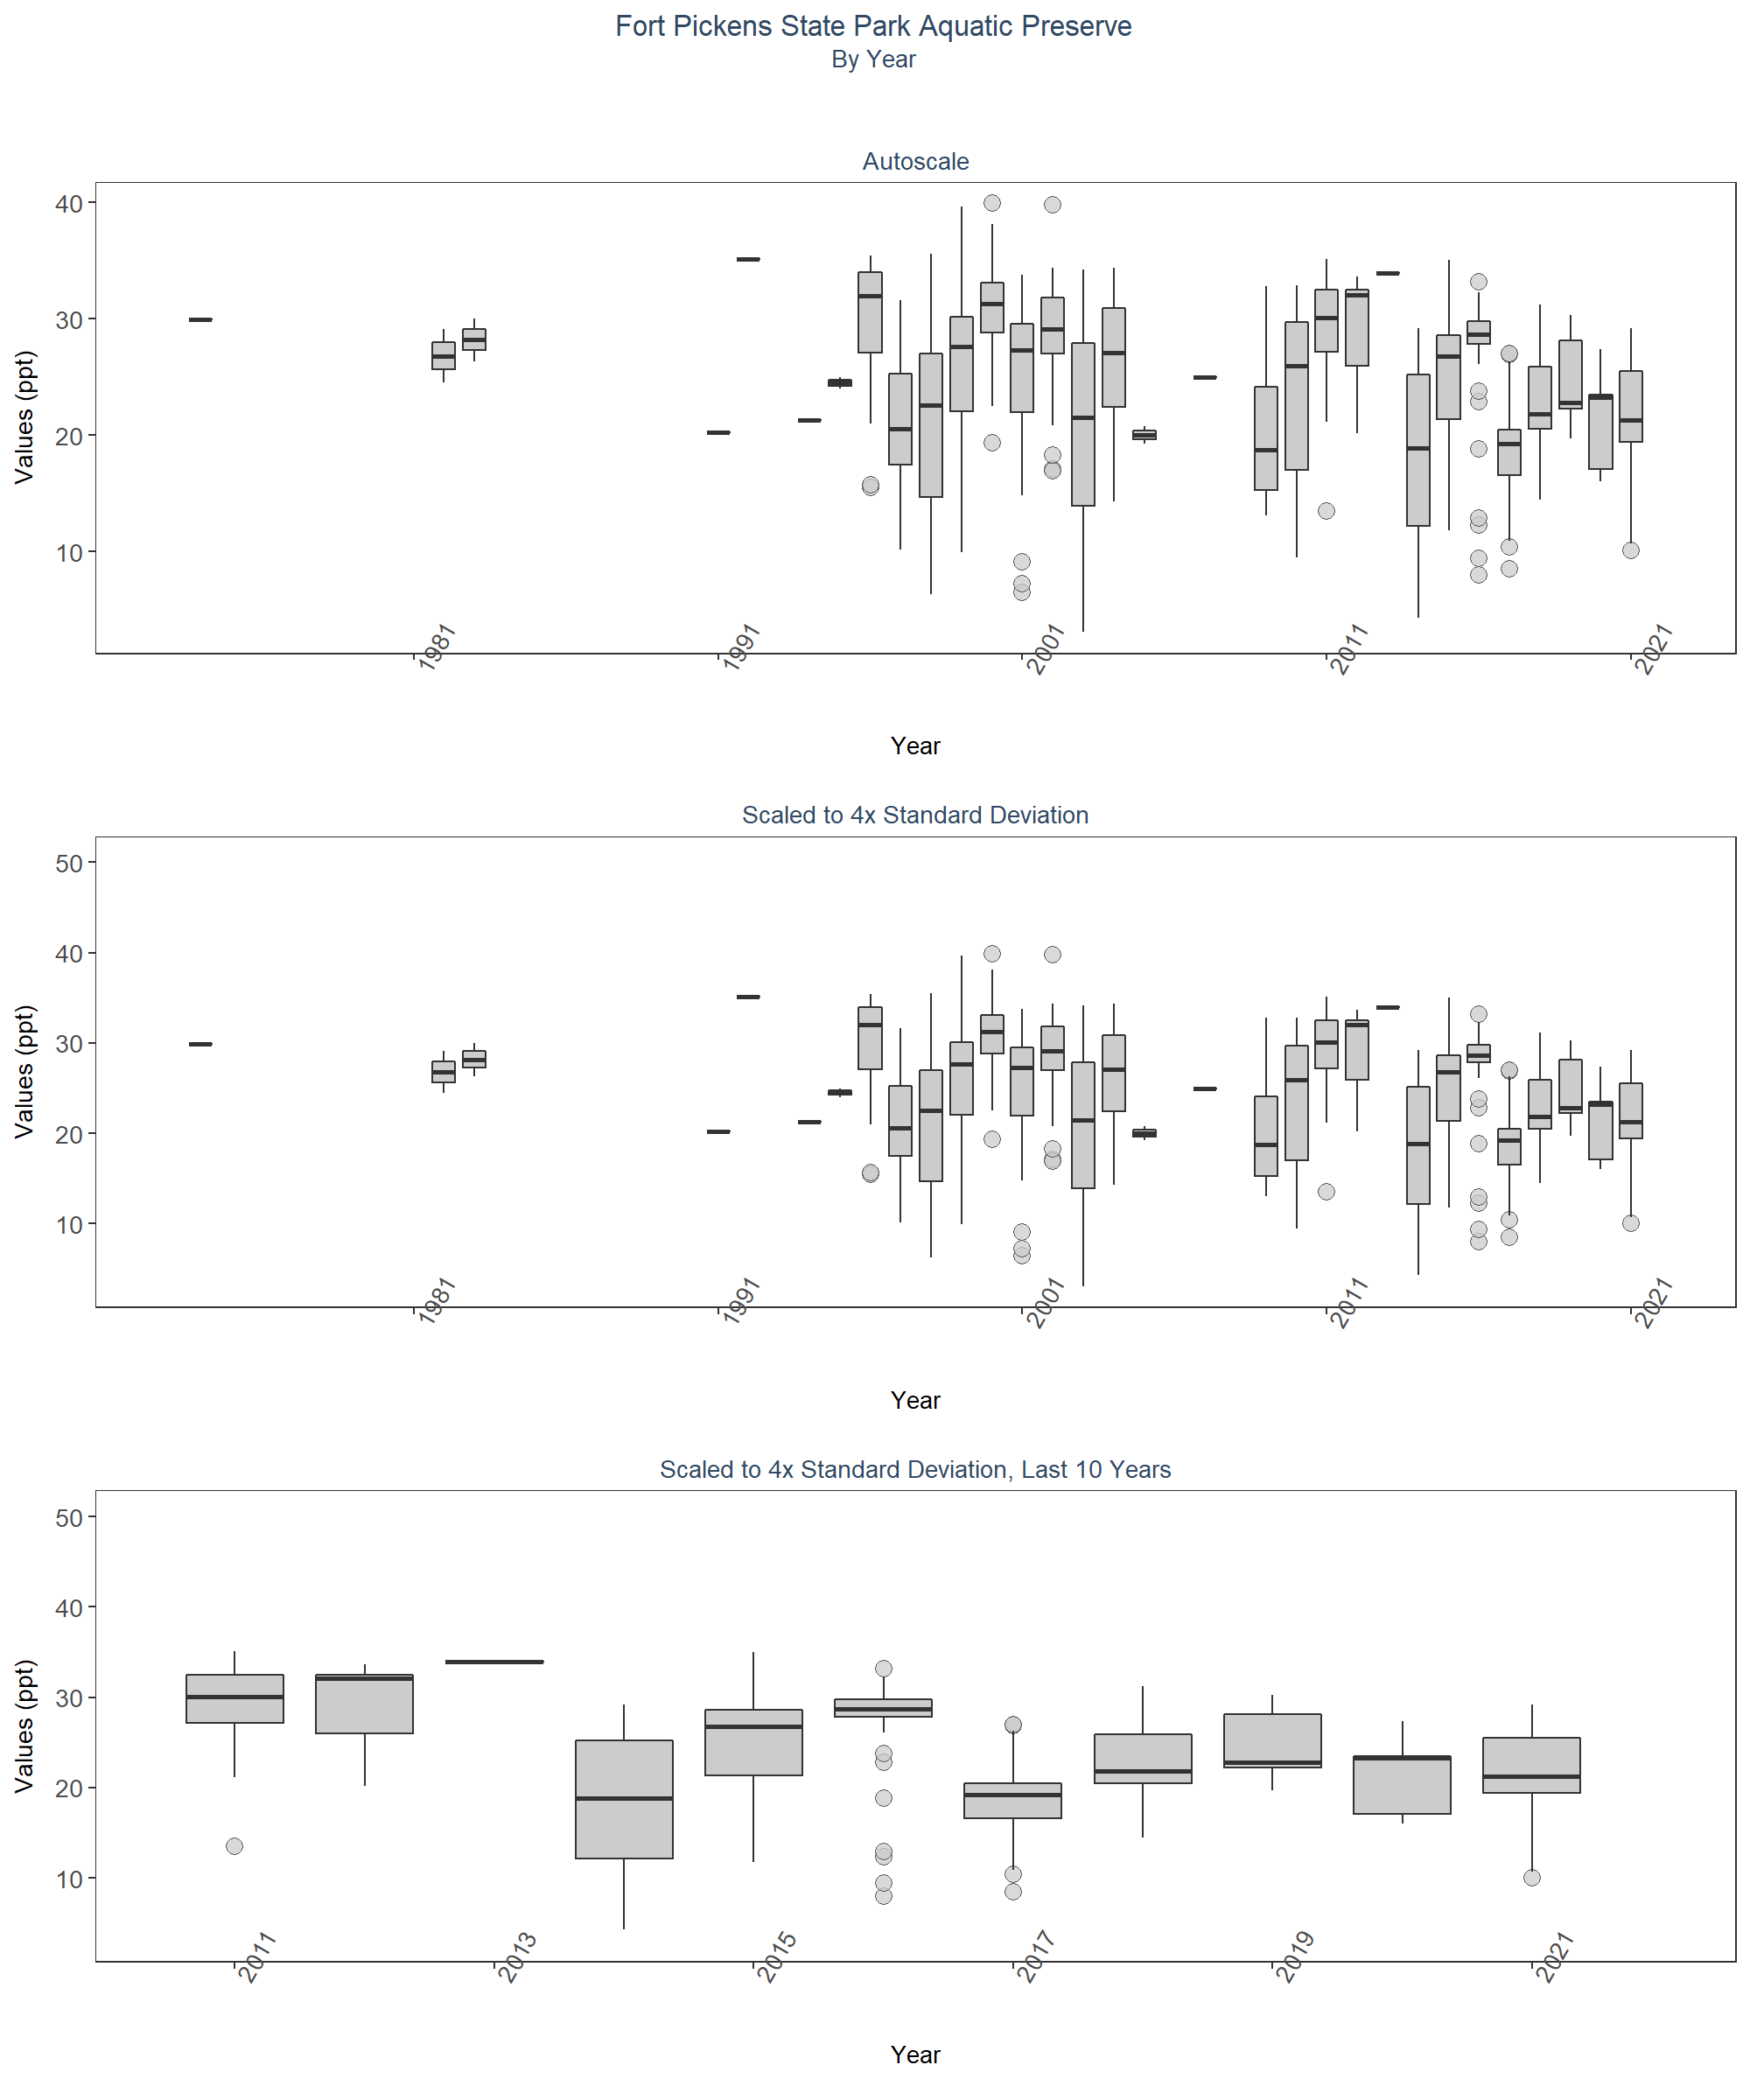 Fort Pickens State Park Aquatic Preserve
By Year
Autoscale
Values (ppt)
40
30
20
10
1981
1991
2001
2011
2021
Year
Scaled to 4x Standard Deviation
Values (ppt)
50
40
30
20
10
1981
1991
2001
2011
2021
Year
Scaled to 4x Standard Deviation, Last 10 Years
Values (ppt)
50
40
30
20
10
2011
2013
2015
2017
2019
2021
Year